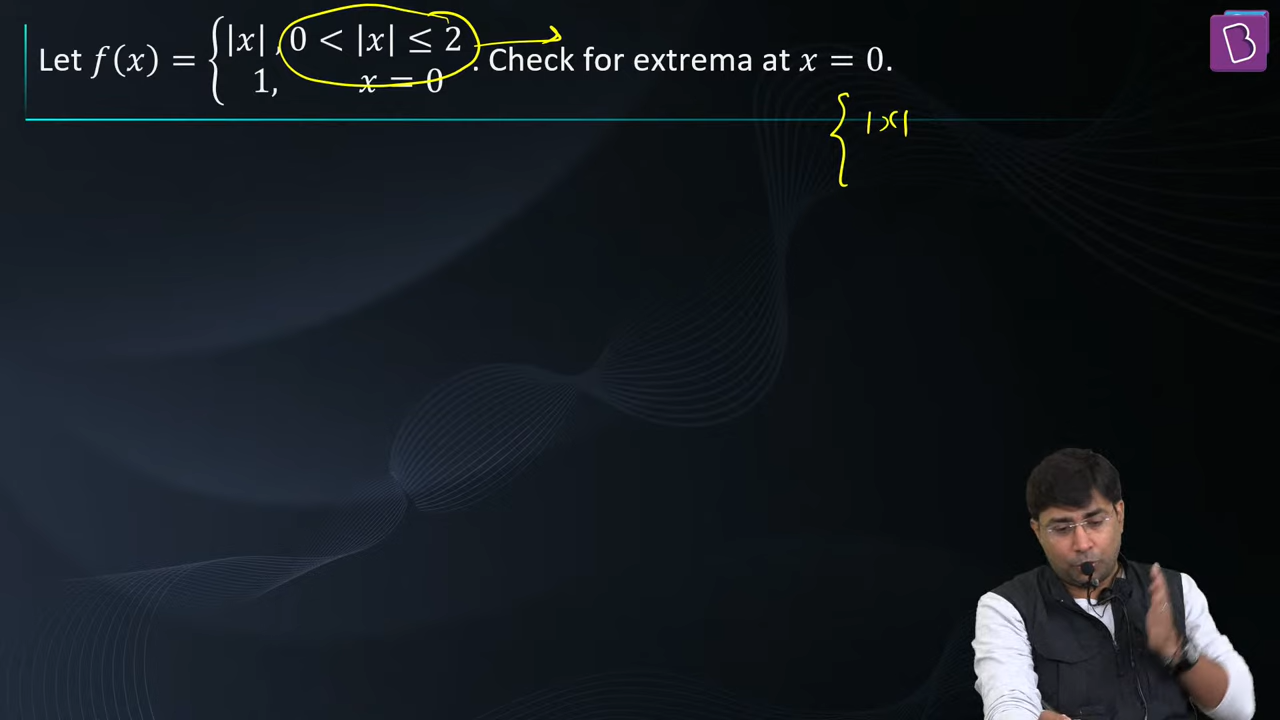 Let f(x) = { |x| , 0 < |x| ≤ 2
1, x = 0 . Check for extrema at x = 0.
{ |x|
B